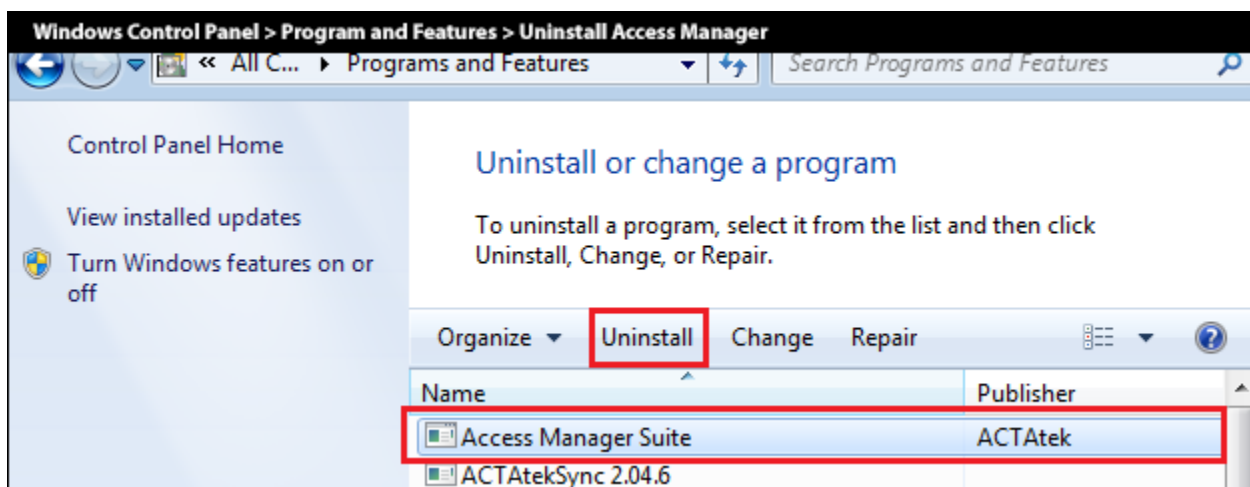 Windows Control Panel > Program and Features > Uninstall Access Manager
« All C... ▸ Programs and Features
Search Programs and Features
Control Panel Home
View installed updates
Turn Windows features on or
off
Uninstall or change a program
To uninstall a program, select it from the list and then click
Uninstall, Change, or Repair.
Organize Uninstall Change Repair
Name Publisher
Access Manager Suite ACTAtek
ACTAtekSync 2.04.6